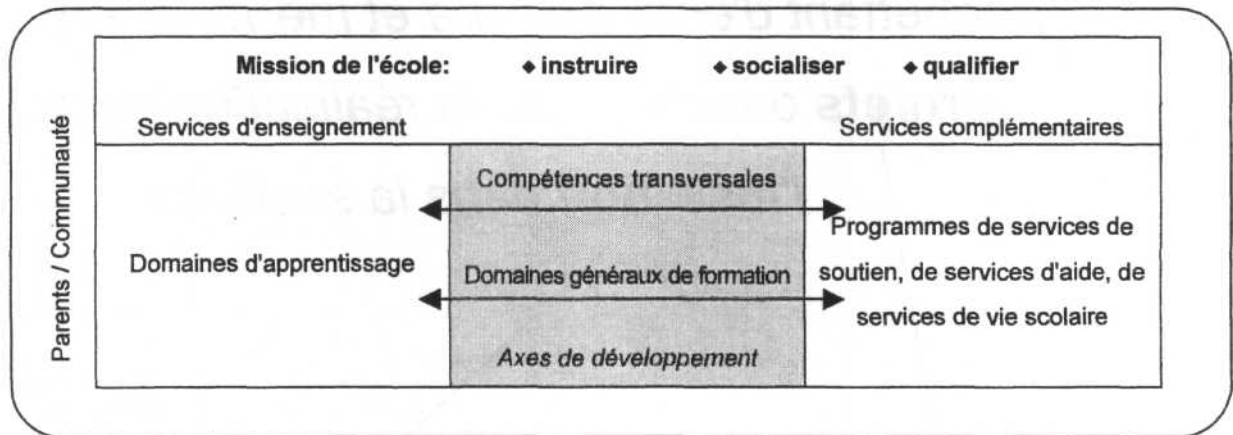 Mission de l'école: ◆ instruire ◆ socialiser ◆ qualifier
Services d'enseignement Services complémentaires
Parents / Communauté
Compétences transversales
Domaines d'apprentissage
Domaines généraux de formation
Axes de développement
Programmes de services de
soutien, de services d'aide, de
services de vie scolaire